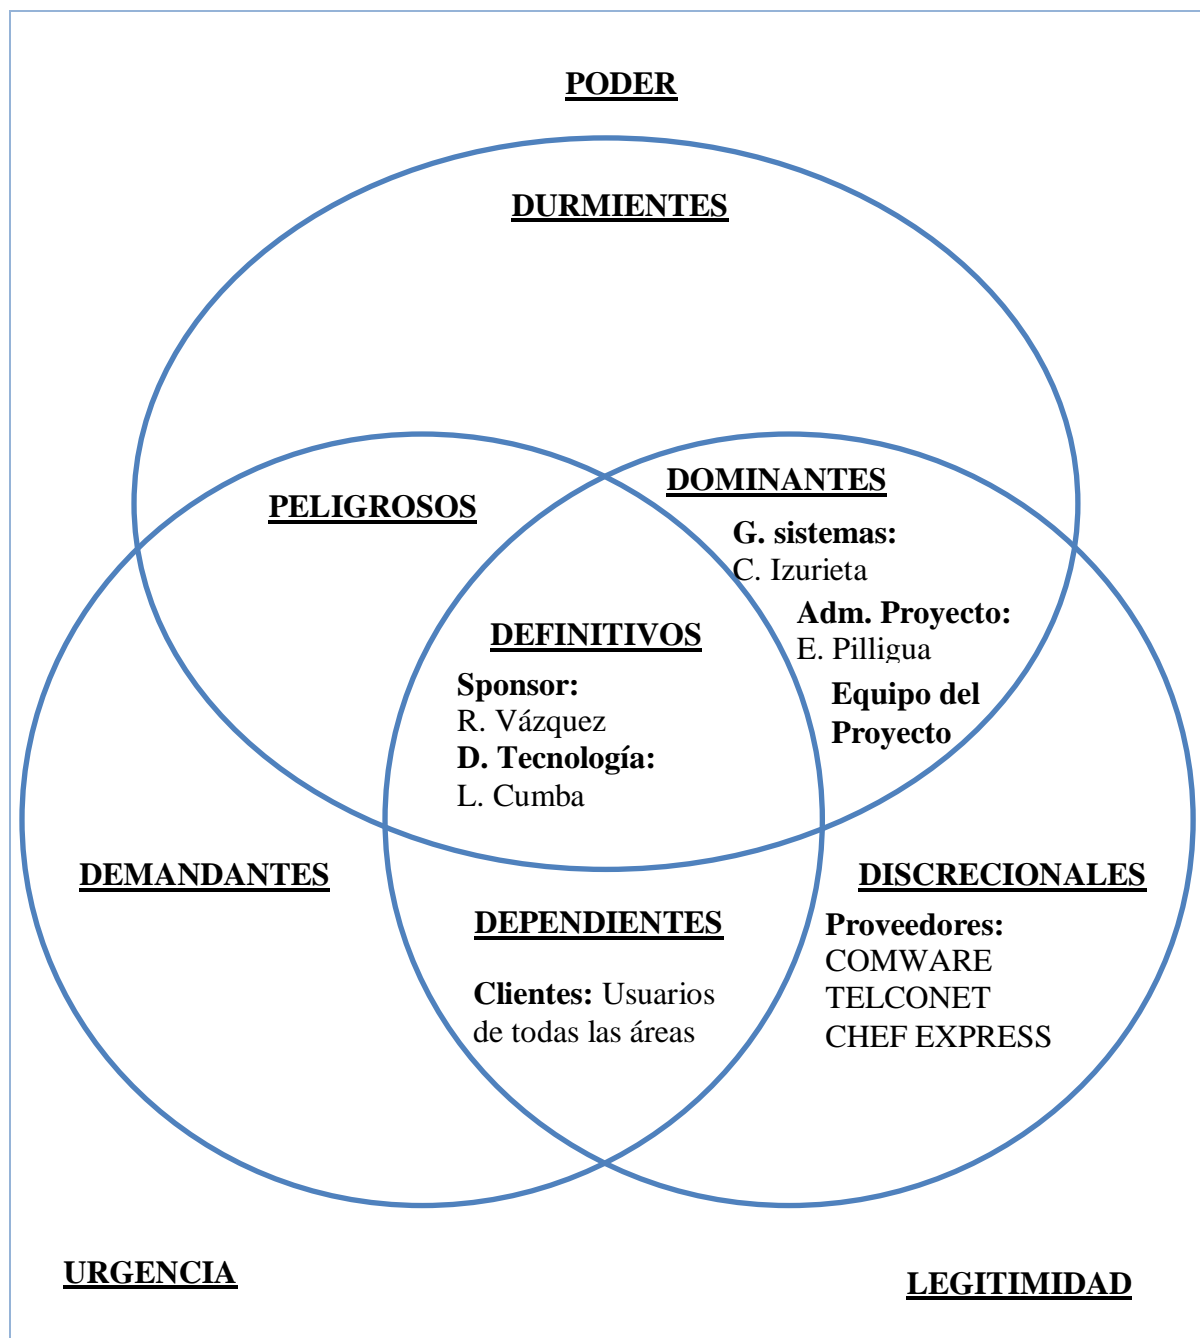 PODER
DURMIENTES
PELIGROSOS
DOMINANTES
G. sistemas:
C. Izurieta
Adm. Proyecto:
E. Pilligua
Equipo del
Proyecto
DEFINITIVOS
Sponsor:
R. Vázquez
D. Tecnología:
L. Cumba
DEMANDANTES
DISCRECIONALES
Proveedores:
COMWARE
TELCONET
CHEF EXPRESS
DEPENDIENTES
Clientes: Usuarios
de todas las áreas
URGENCIA
LEGITIMIDAD